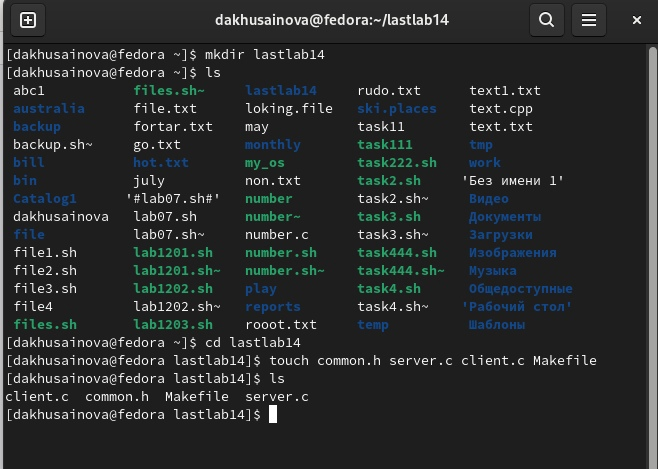 dakhusainova@fedora:~/lastlab14
[dakhusainova@fedora ~]$ mkdir lastlab14
[dakhusainova@fedora ~]$ ls
abc1 files.sh~ lastlab14 rudo.txt text1.txt
australia file.txt loking.file ski.places text.cpp
backup fortar.txt may task11 text.txt
backup.sh~ go.txt monthly task111 tmp
bill hot.txt my_os task222.sh work
bin july non.txt task2.sh 'Без имени 1'
Catalog1 '#lab07.sh#' number task2.sh~ Видео
dakhusainova lab07.sh number~ task3.sh Документы
file lab07.sh~ number.c task3.sh~ Загрузки
file1.sh lab1201.sh number.sh task444.sh Изображения
file2.sh lab1201.sh~ number.sh~ task444.sh~ Музыка
file3.sh lab1202.sh play task4.sh Общедоступные
file4 lab1202.sh~ reports task4.sh~ 'Рабочий стол'
files.sh lab1203.sh rooot.txt temp Шаблоны
[dakhusainova@fedora ~]$ cd lastlab14
[dakhusainova@fedora lastlab14]$ touch common.h server.c client.c Makefile
[dakhusainova@fedora lastlab14]$ ls
client.c common.h Makefile server.c
[dakhusainova@fedora lastlab14]$